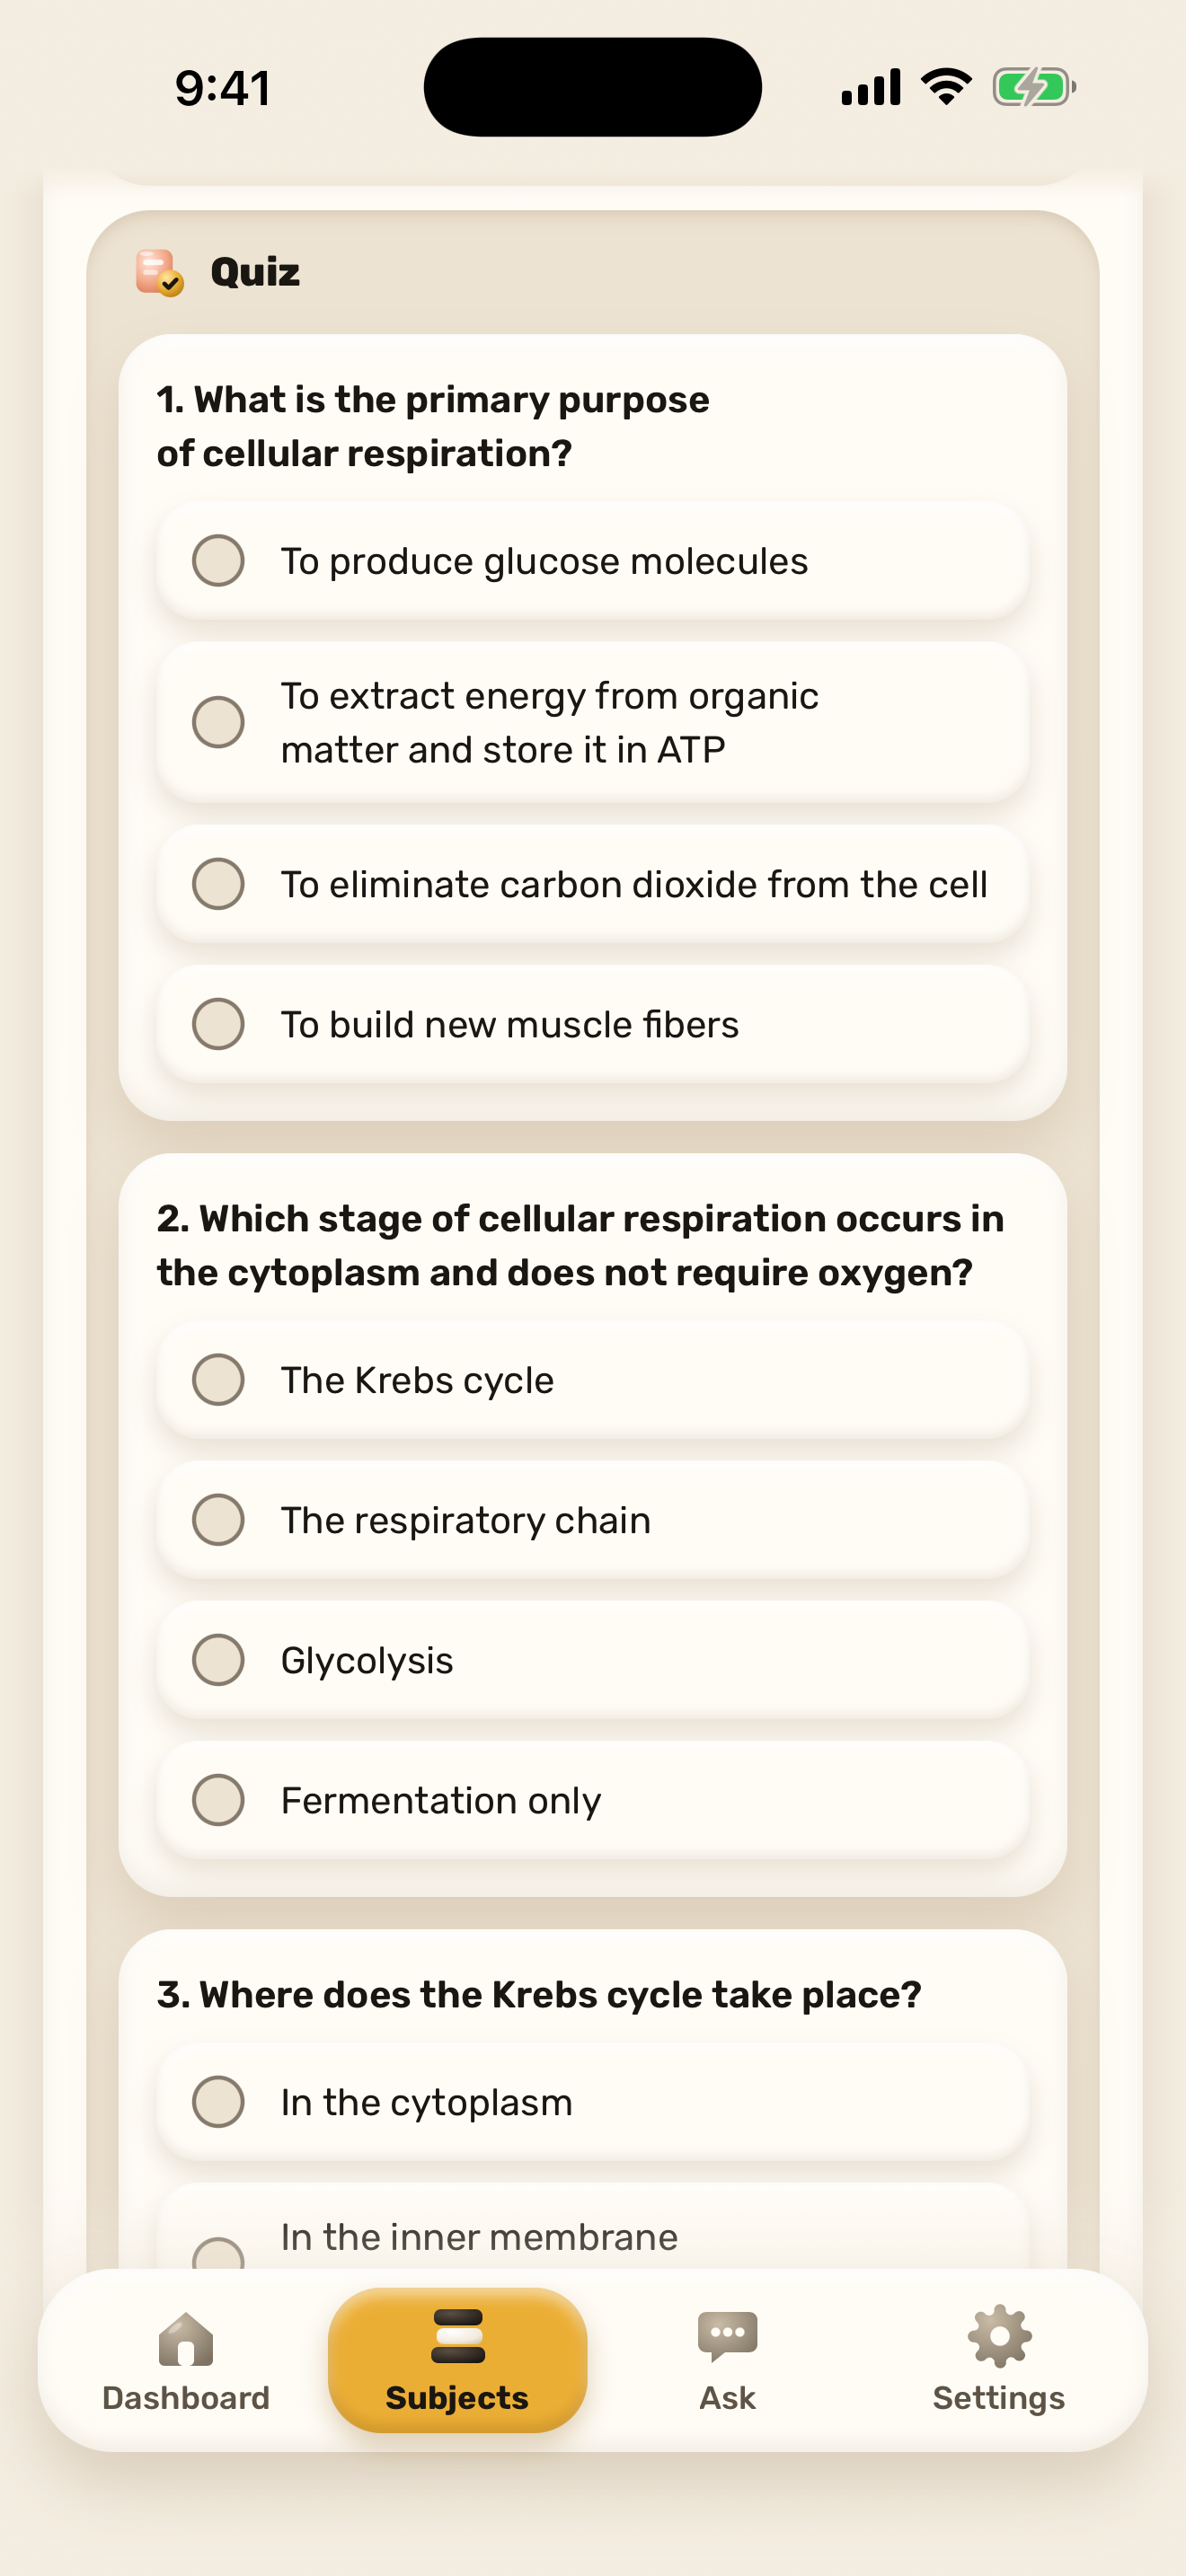 9:41
Quiz
1. What is the primary purpose
of cellular respiration?
To produce glucose molecules
To extract energy from organic
matter and store it in ATP
To eliminate carbon dioxide from the cell
To build new muscle fibers
2. Which stage of cellular respiration occurs in
the cytoplasm and does not require oxygen?
The Krebs cycle
The respiratory chain
Glycolysis
Fermentation only
3. Where does the Krebs cycle take place?
In the cytoplasm
In the inner membrane
Dashboard
Subjects
Ask
Settings